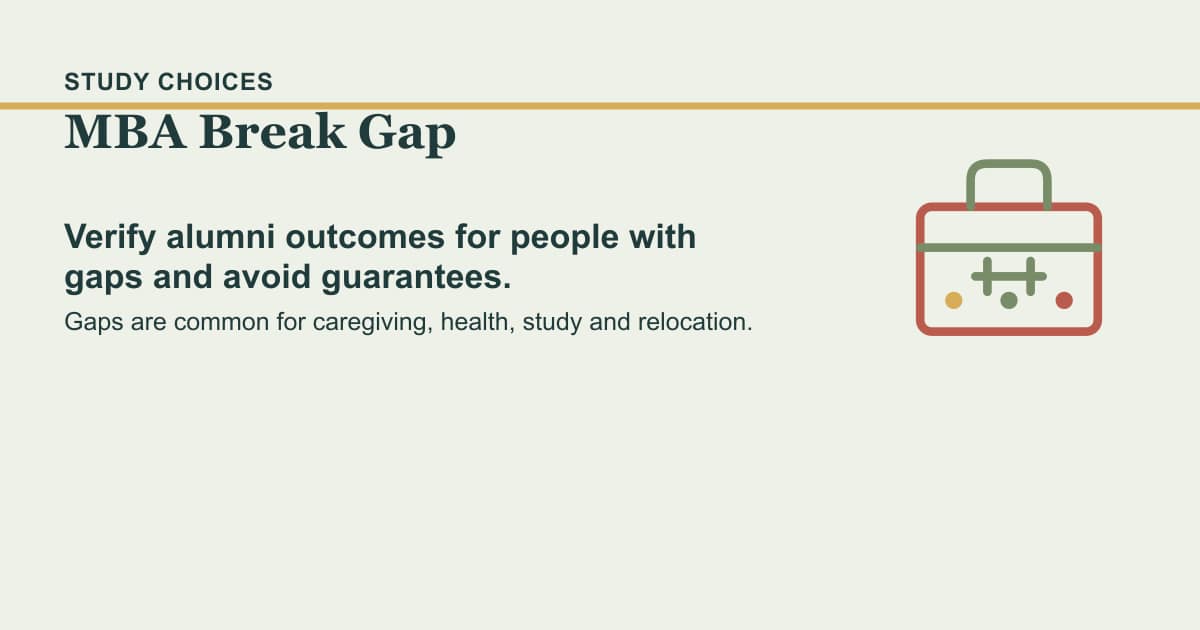 STUDY CHOICES
MBA Break Gap
Verify alumni outcomes for people with
gaps and avoid guarantees.
Gaps are common for caregiving, health, study and relocation.